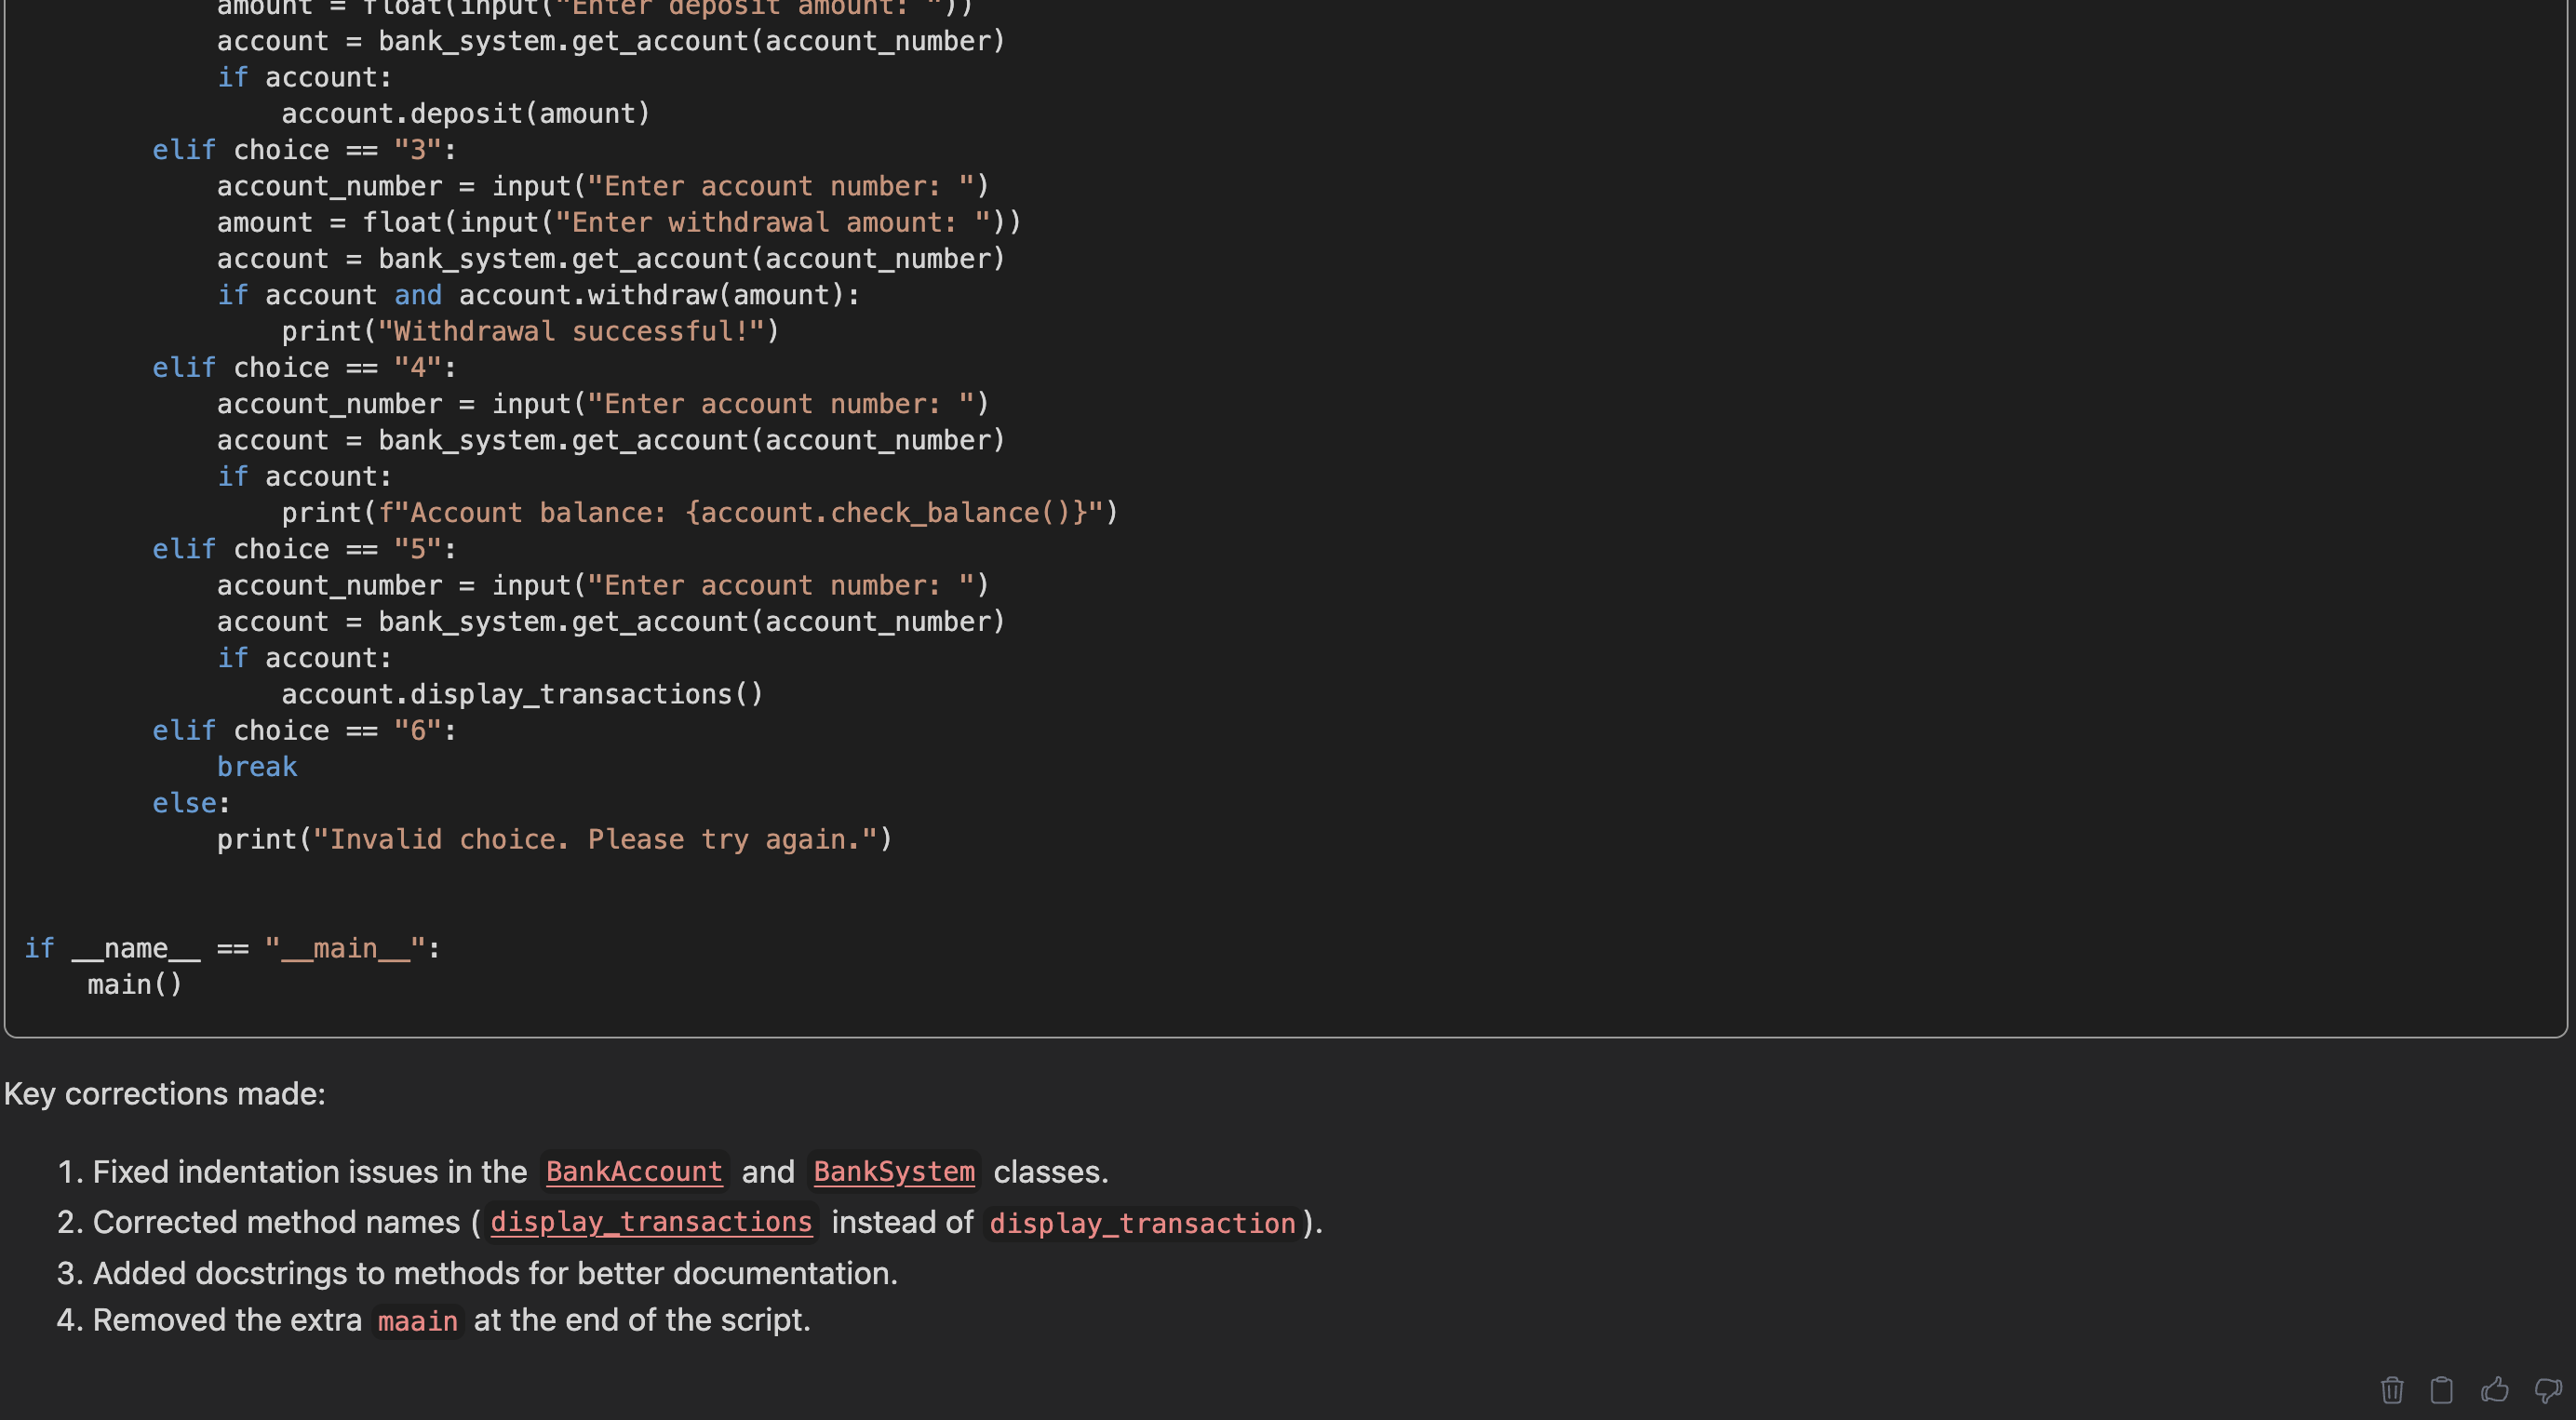 amount = float(input("Enter deposit amount: "))
            account = bank_system.get_account(account_number)
            if account:
                account.deposit(amount)
        elif choice == "3":
            account_number = input("Enter account number: ")
            amount = float(input("Enter withdrawal amount: "))
            account = bank_system.get_account(account_number)
            if account and account.withdraw(amount):
                print("Withdrawal successful!")
        elif choice == "4":
            account_number = input("Enter account number: ")
            account = bank_system.get_account(account_number)
            if account:
                print(f"Account balance: {account.check_balance()}")
        elif choice == "5":
            account_number = input("Enter account number: ")
            account = bank_system.get_account(account_number)
            if account:
                account.display_transactions()
        elif choice == "6":
            break
        else:
            print("Invalid choice. Please try again.")
if __name__ == "__main__":
    main()
Key corrections made:
1. Fixed indentation issues in the BankAccount and BankSystem classes.
2. Corrected method names (display_transactions instead of display_transaction).
3. Added docstrings to methods for better documentation.
4. Removed the extra maain at the end of the script.